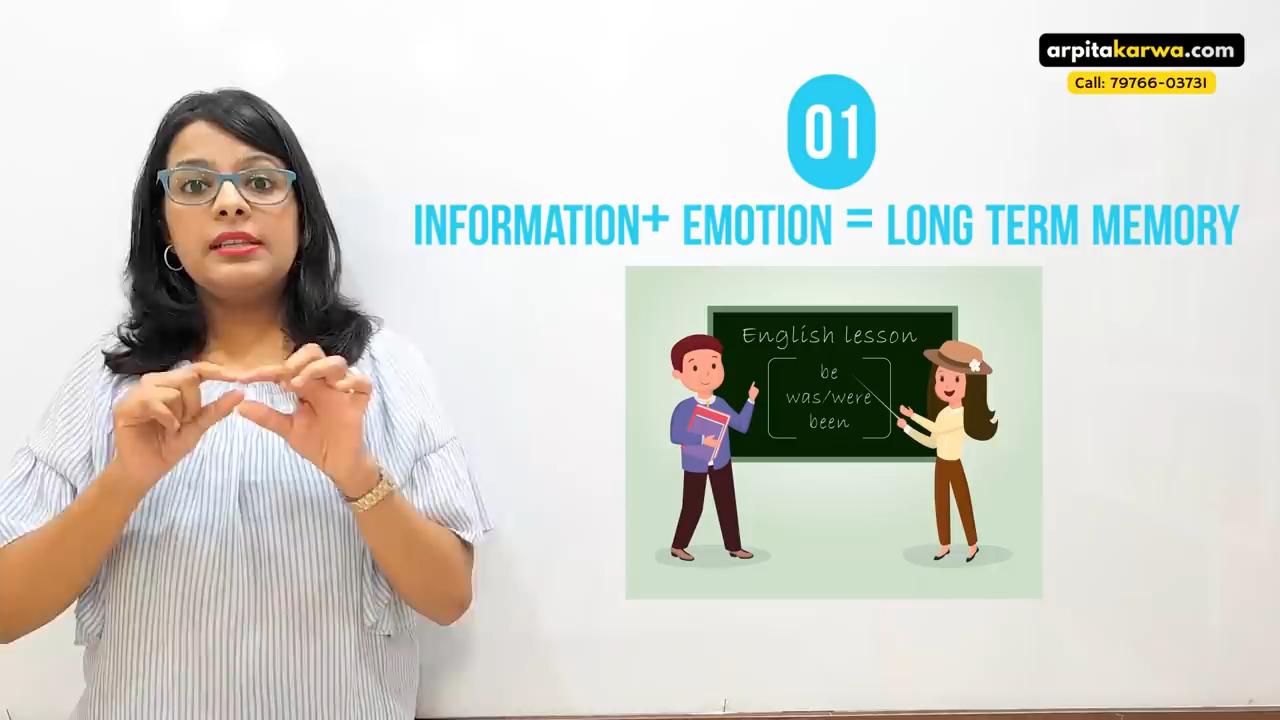 arpitakarwa.com
Call: 79766-03731
01
INFORMATION+ EMOTION = LONG TERM MEMORY
English lesson
be
was/were
been